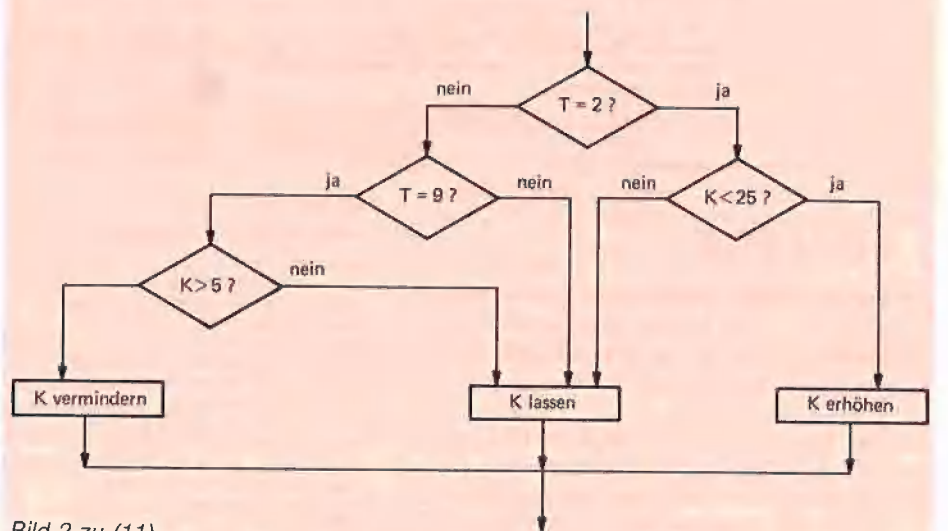 nein
T = 2 ?
ja
ja
T = 9 ?
nein
nein
K<25 ?
ja
K>5 ?
nein
K vermindern
K lassen
K erhöhen
Bild 2 zu (11)